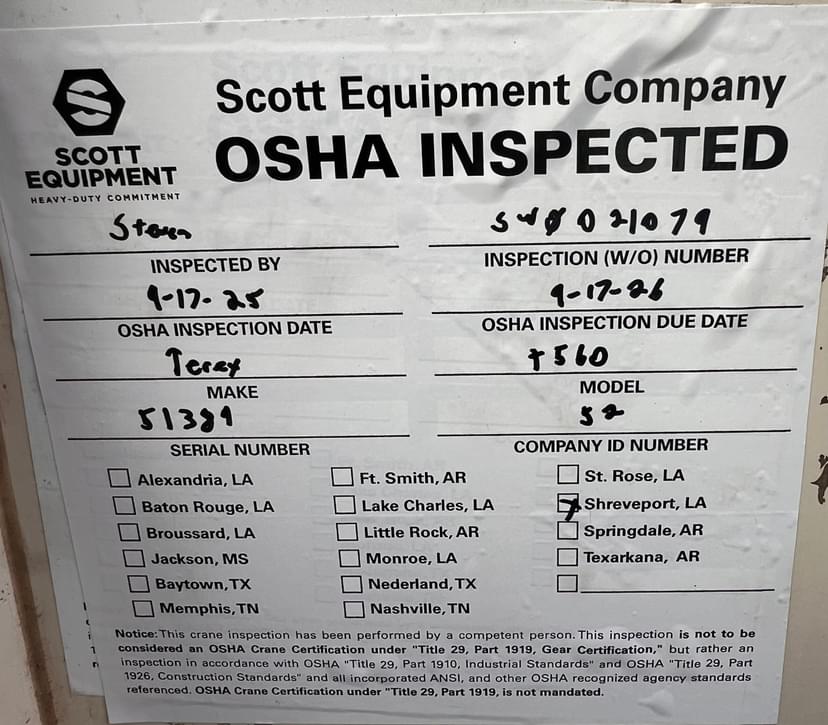 Scott Equipment Company
OSHA INSPECTED
SCOTT
EQUIPMENT
HEAVY-DUTY COMMITMENT
SW0021079
INSPECTED BY
INSPECTION (W/O) NUMBER
9-17-25
9-17-26
OSHA INSPECTION DATE
OSHA INSPECTION DUE DATE
Terex
T560
MAKE
MODEL
51389
52
SERIAL NUMBER
COMPANY ID NUMBER
Alexandria, LA
Ft. Smith, AR
St. Rose, LA
Baton Rouge, LA
Lake Charles, LA
Shreveport, LA
Broussard, LA
Little Rock, AR
Springdale, AR
Jackson, MS
Monroe, LA
Texarkana, AR
Baytown, TX
Nederland, TX
Memphis, TN
Nashville, TN
Notice: This crane inspection has been performed by a competent person. This inspection is not to be
considered an OSHA Crane Certification under "Title 29, Part 1919, Gear Certification," but rather an
inspection in accordance with OSHA "Title 29, Part 1910, Industrial Standards" and OSHA "Title 29, Part
1926, Construction Standards" and all incorporated ANSI, and other OSHA recognized agency standards
referenced. OSHA Crane Certification under "Title 29, Part 1919, is not mandated.